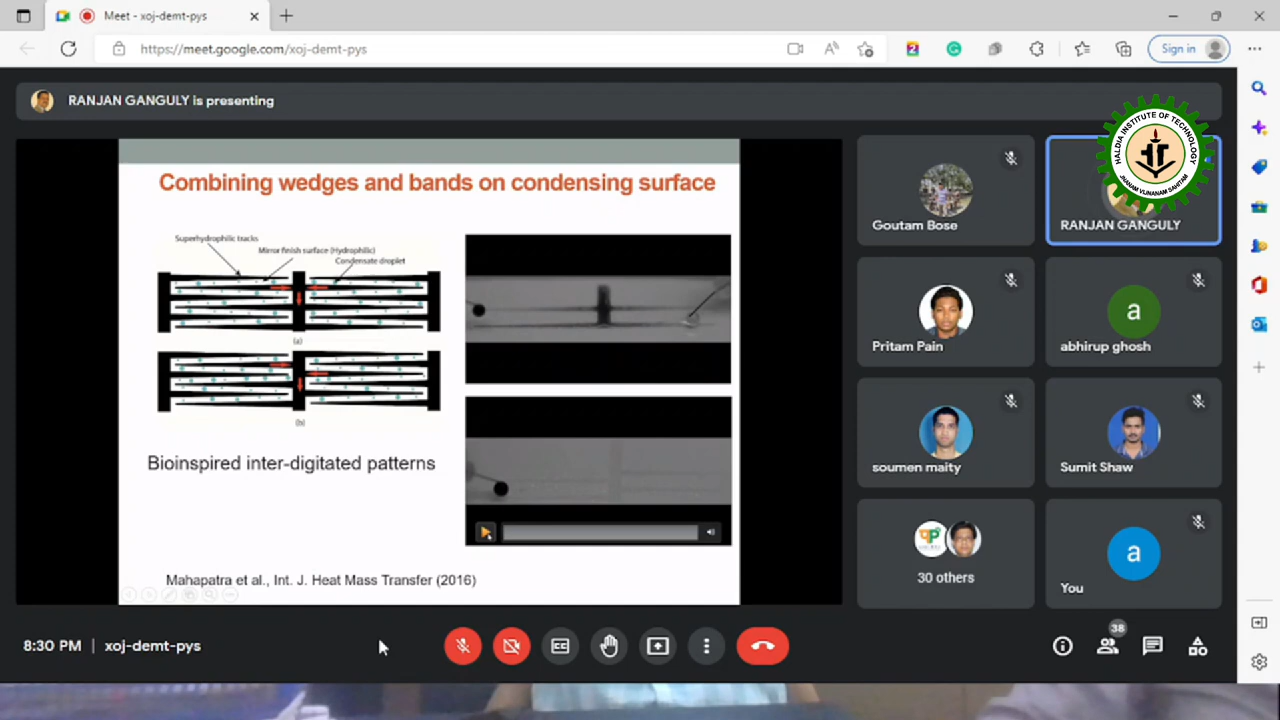 Meet - xoj-demt-pys
https://meet.google.com/xoj-demt-pys
Sign in
RANJAN GANGULY is presenting
Combining wedges and bands on condensing surface
Superhydrophilic tracks
Mirror finish surface (Hydrophilic)
Condensate droplet
(a)
(b)
Bioinspired inter-digitated patterns
Mahapatra et al., Int. J. Heat Mass Transfer (2016)
HALDIA INSTITUTE OF TECHNOLOGY
JNANAM VIJNANAM SAHITAM
Goutam Bose
RANJAN GANGULY
Pritam Pain
a
abhirup ghosh
soumen maity
Sumit Shaw
30 others
a
You
8:30 PM | xoj-demt-pys
38